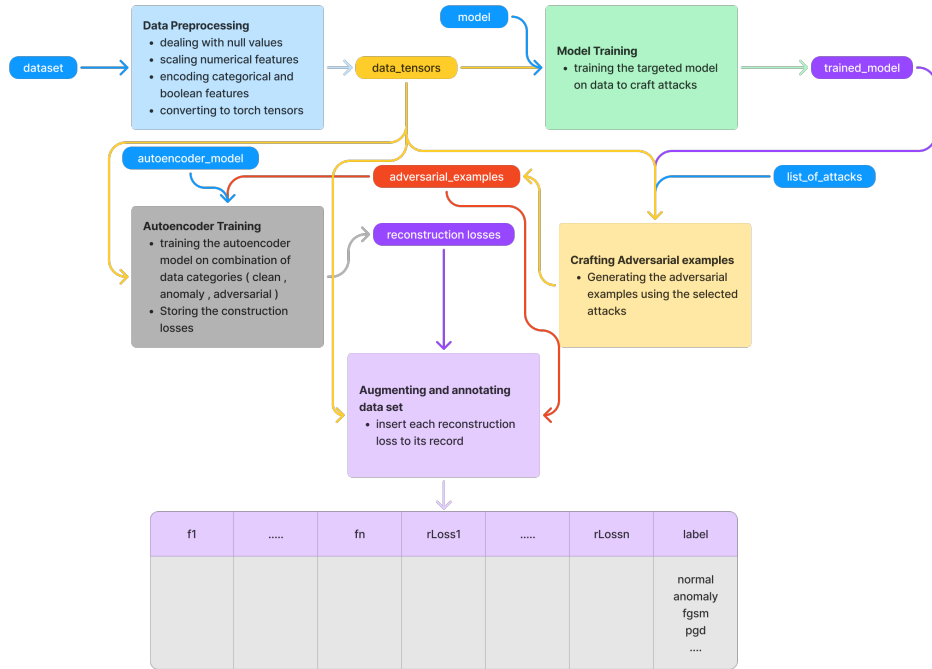 model
Data Preprocessing
• dealing with null values
• scaling numerical features
• encoding categorical and
boolean features
• converting to torch tensors
dataset
data_tensors
Model Training
• training the targeted model
on data to craft attacks
trained_model
autoencoder_model
adversarial_examples
list_of_attacks
Autoencoder Training
• training the autoencoder
model on combination of
data categories ( clean ,
anomaly , adversarial )
• Storing the construction
losses
reconstruction losses
Crafting Adversarial examples
• Generating the adversarial
examples using the selected
attacks
Augmenting and annotating
data set
• insert each reconstruction
loss to its record
f1 ..... fn rLoss1 ..... rLossn label
normal
anomaly
fgsm
pgd
....